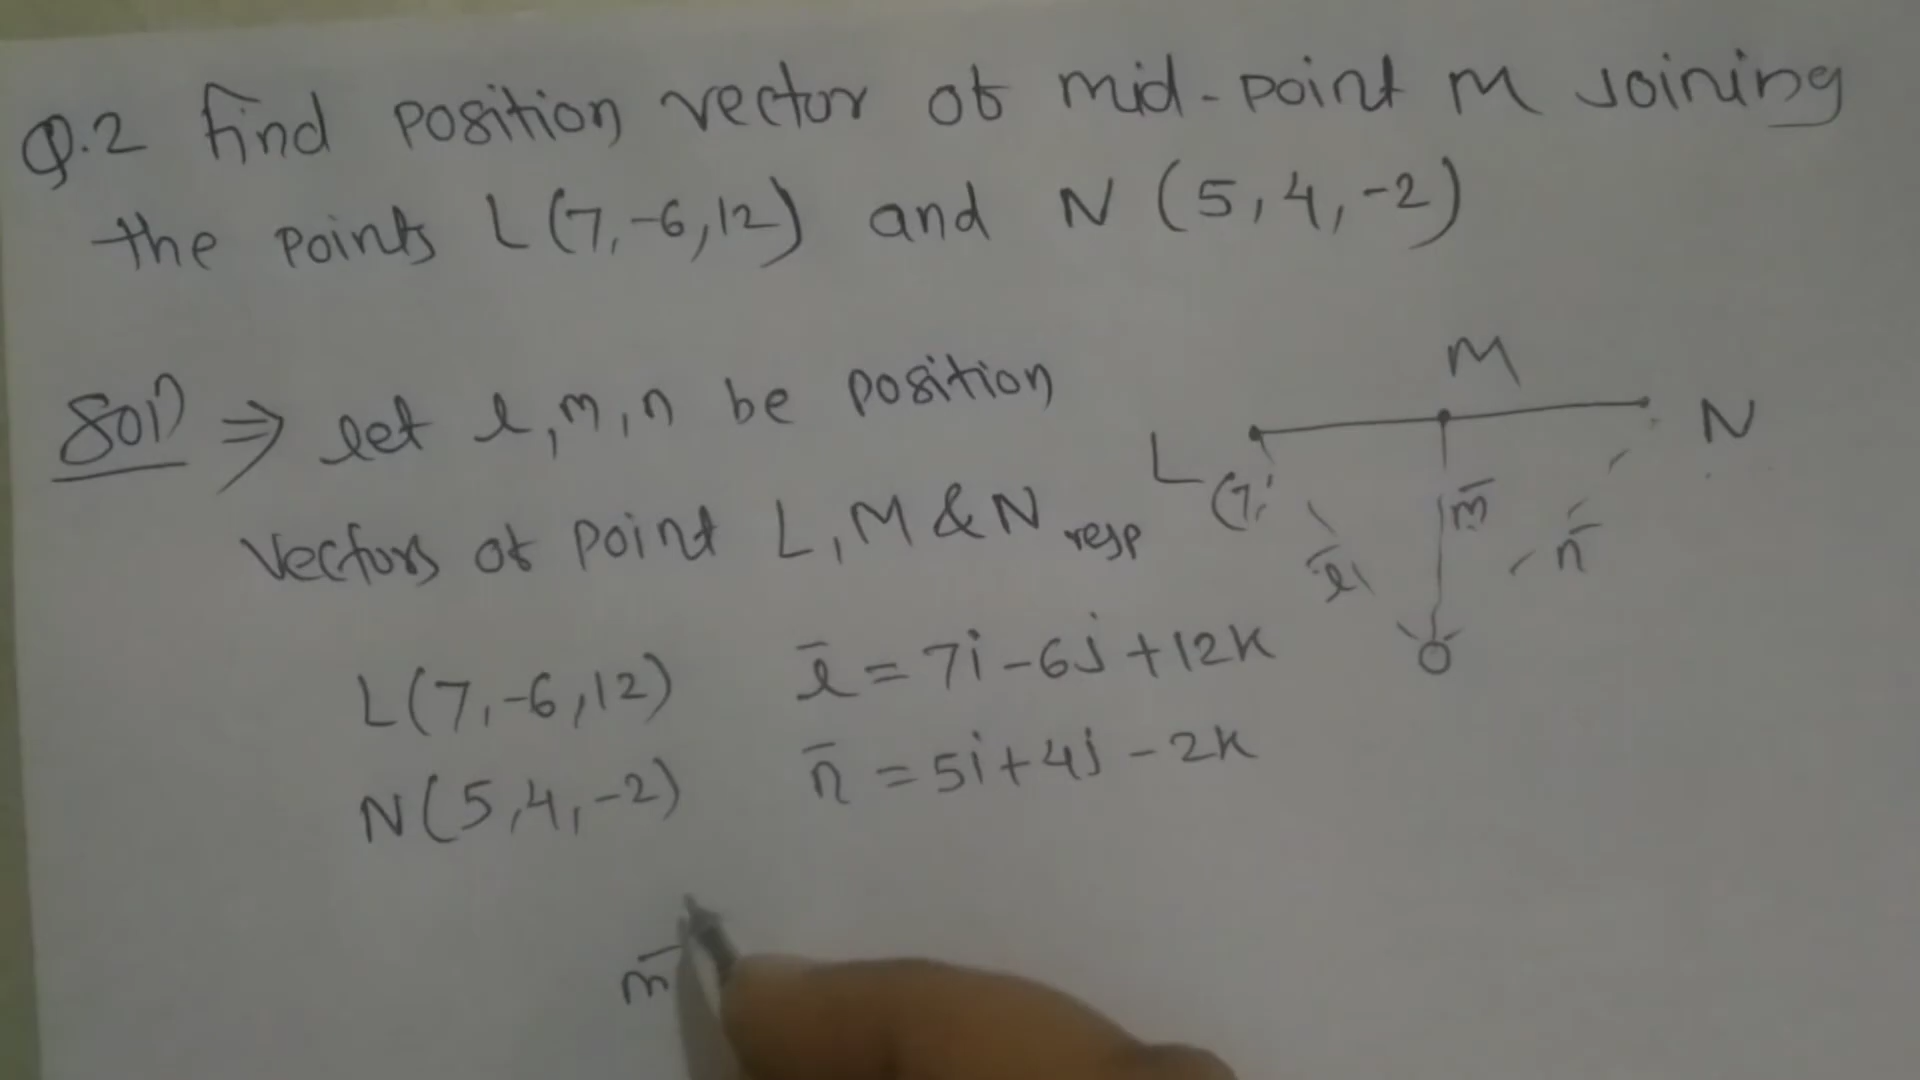 Q.2 find position vector of mid-point M Joining
the points L(7,-6,12) and N (5,4,-2)
Soln ⇒ let l, m, n be position
vectors of point L, M & N resp
L(7,-6,12) l̄ = 7i - 6j + 12k
N(5,4,-2) n̄ = 5i + 4j - 2k
m̄
M
L N
(7,
m̄
l̄ n̄
O